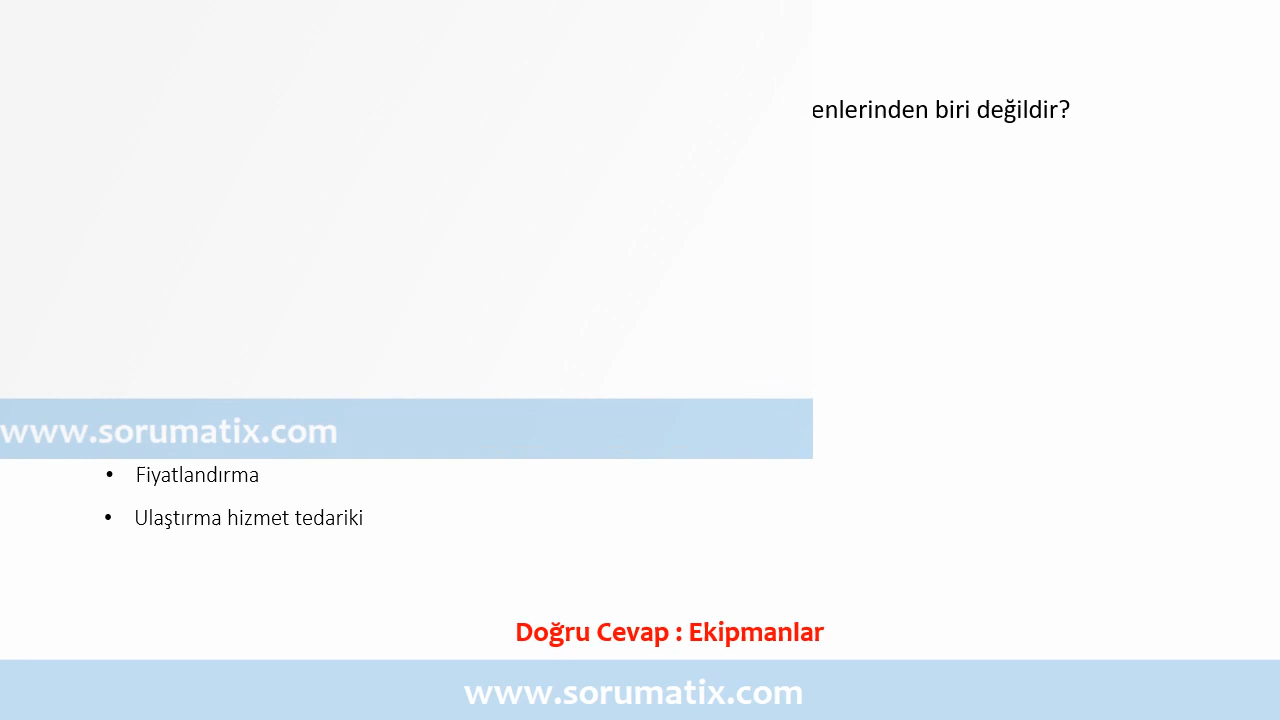 enlerinden biri değildir?
www.sorumatix.com
• Fiyatlandırma
• Ulaştırma hizmet tedariki
Doğru Cevap : Ekipmanlar
www.sorumatix.com